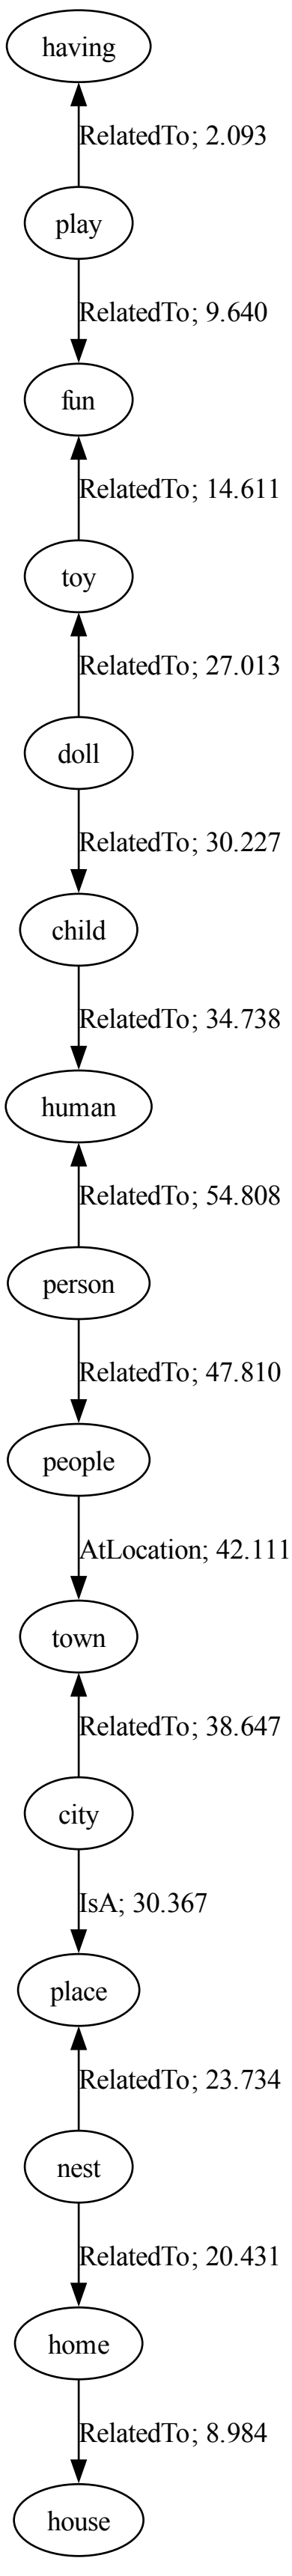 having
RelatedTo; 2.093
play
RelatedTo; 9.640
fun
RelatedTo; 14.611
toy
RelatedTo; 27.013
doll
RelatedTo; 30.227
child
RelatedTo; 34.738
human
RelatedTo; 54.808
person
RelatedTo; 47.810
people
AtLocation; 42.111
town
RelatedTo; 38.647
city
IsA; 30.367
place
RelatedTo; 23.734
nest
RelatedTo; 20.431
home
RelatedTo; 8.984
house